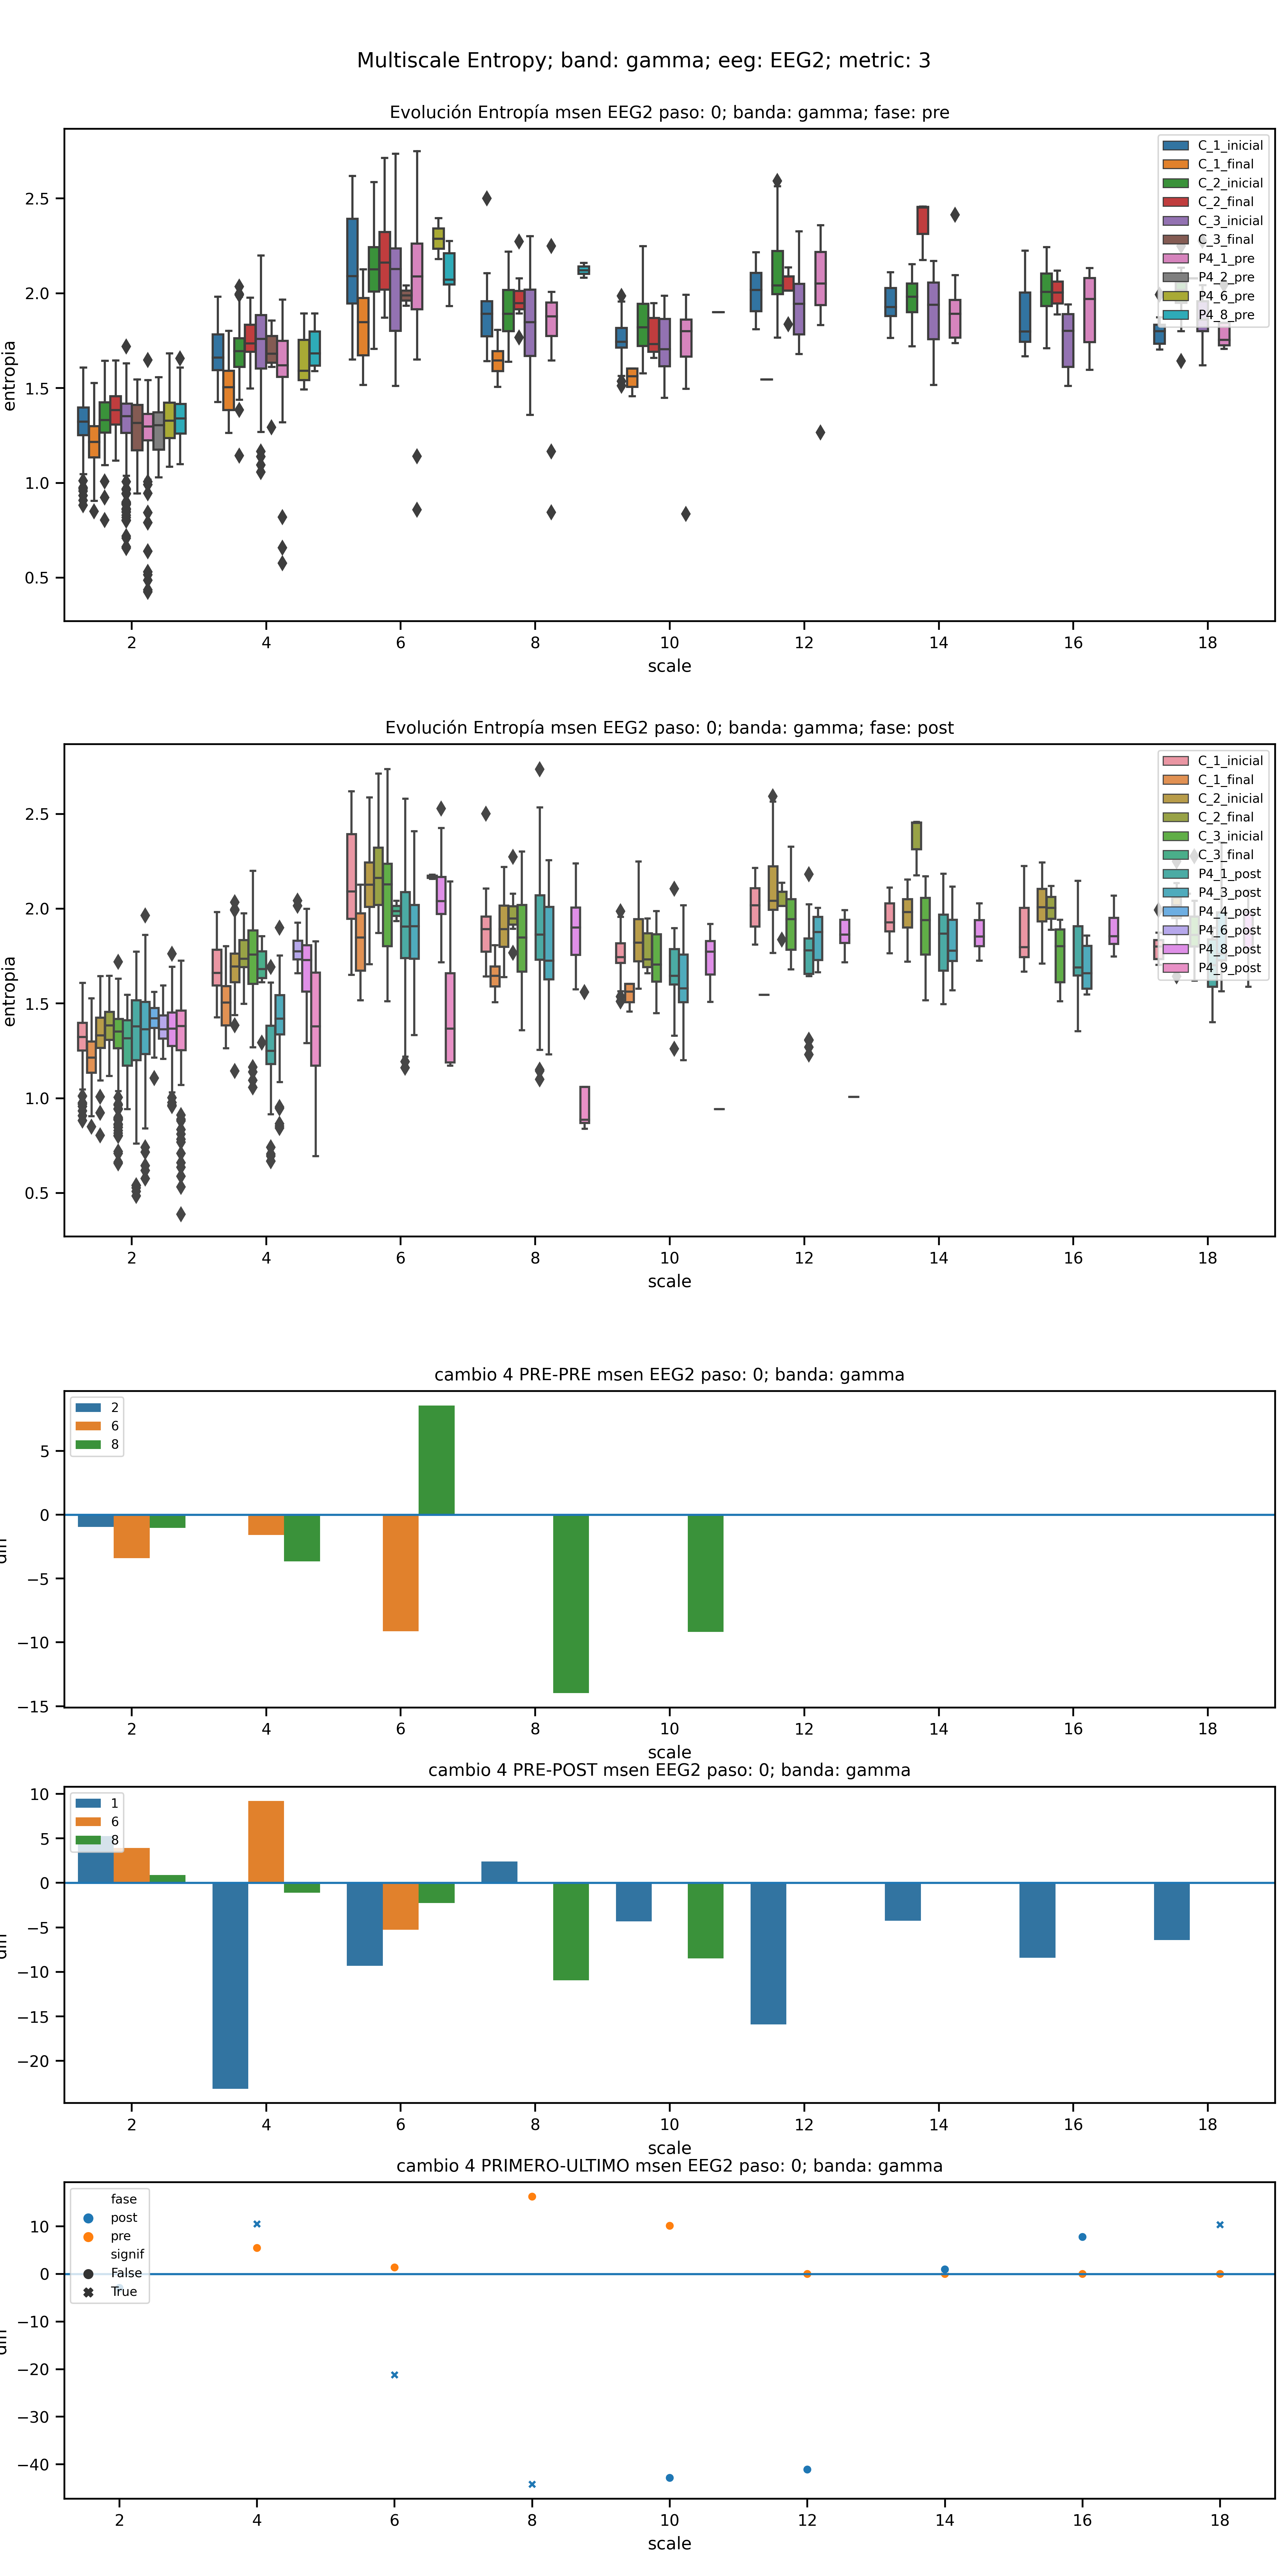 Multiscale Entropy; band: gamma; eeg: EEG2; metric: 3
Evolución Entropía msen EEG2 paso: 0; banda: gamma; fase: pre
C_1_inicial
C_1_final
C_2_inicial
C_2_final
C_3_inicial
C_3_final
P4_1_pre
P4_2_pre
P4_6_pre
P4_8_pre
2.5
2.0
1.5
1.0
0.5
entropia
2 4 6 8 10 12 14 16 18
scale
Evolución Entropía msen EEG2 paso: 0; banda: gamma; fase: post
C_1_inicial
C_1_final
C_2_inicial
C_2_final
C_3_inicial
C_3_final
P4_1_post
P4_3_post
P4_4_post
P4_6_post
P4_8_post
P4_9_post
2.5
2.0
1.5
1.0
0.5
entropia
2 4 6 8 10 12 14 16 18
scale
cambio 4 PRE-PRE msen EEG2 paso: 0; banda: gamma
2
6
8
5
0
−5
−10
−15
2 4 6 8 10 12 14 16 18
scale
cambio 4 PRE-POST msen EEG2 paso: 0; banda: gamma
1
6
8
10
5
0
−5
−10
−15
−20
2 4 6 8 10 12 14 16 18
scale
cambio 4 PRIMERO-ULTIMO msen EEG2 paso: 0; banda: gamma
fase
post
pre
signif
False
True
10
0
−10
−20
−30
−40
2 4 6 8 10 12 14 16 18
scale